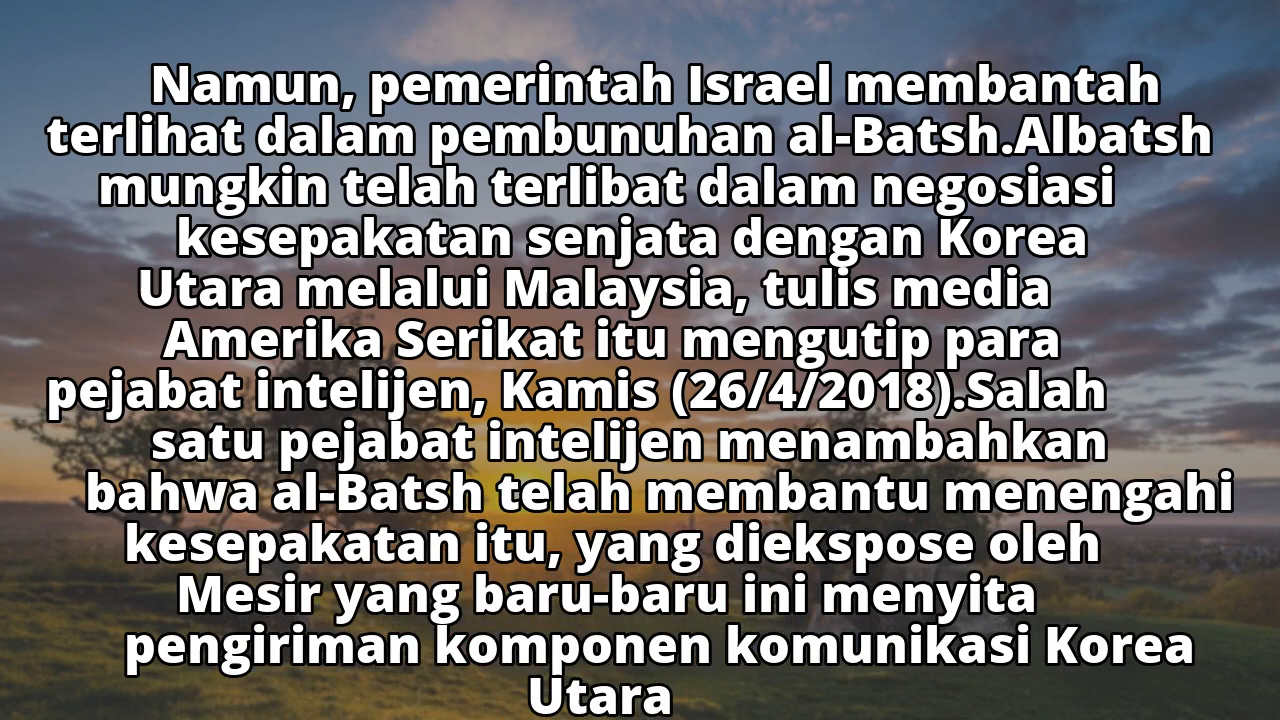 Namun, pemerintah Israel membantah
terlihat dalam pembunuhan al-Batsh.Albatsh
mungkin telah terlibat dalam negosiasi
kesepakatan senjata dengan Korea
Utara melalui Malaysia, tulis media
Amerika Serikat itu mengutip para
pejabat intelijen, Kamis (26/4/2018).Salah
satu pejabat intelijen menambahkan
bahwa al-Batsh telah membantu menengahi
kesepakatan itu, yang diekspose oleh
Mesir yang baru-baru ini menyita
pengiriman komponen komunikasi Korea
Utara